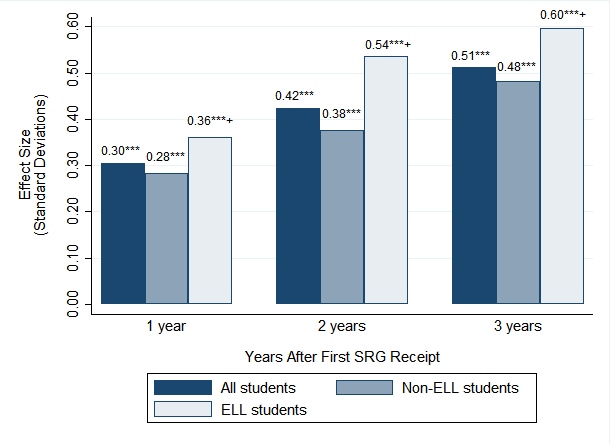 0.60
0.50
0.40
0.30
0.20
0.10
0.00
Effect Size
(Standard Deviations)
0.30***
0.28***
0.36***+
0.42***
0.38***
0.54***+
0.51***
0.48***
0.60***+
1 year
2 years
3 years
Years After First SRG Receipt
All students
Non-ELL students
ELL students